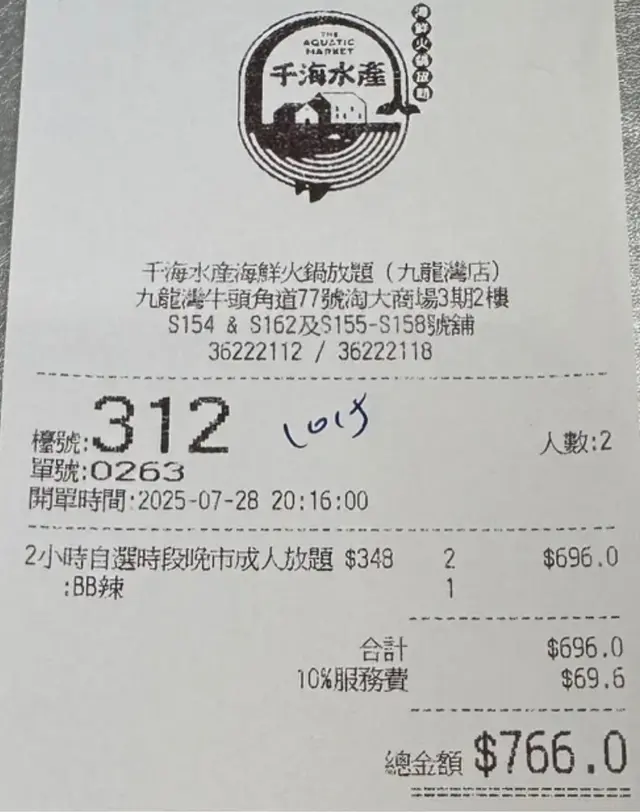 THE
AQUATIC
MARKET
千海水產
海鮮火鍋放題
千海水產海鮮火鍋放題（九龍灣店）
九龍灣牛頭角道77號淘大商場3期2樓
S154 & S162及S155-S158號舖
36222112 / 36222118
檯號:312
人數:2
單號:0263
開單時間:2025-07-28 20:16:00
2小時自選時段晚市成人放題 $348 2 $696.0
:BB辣 1
合計 $696.0
10%服務費 $69.6
總金額 $766.0